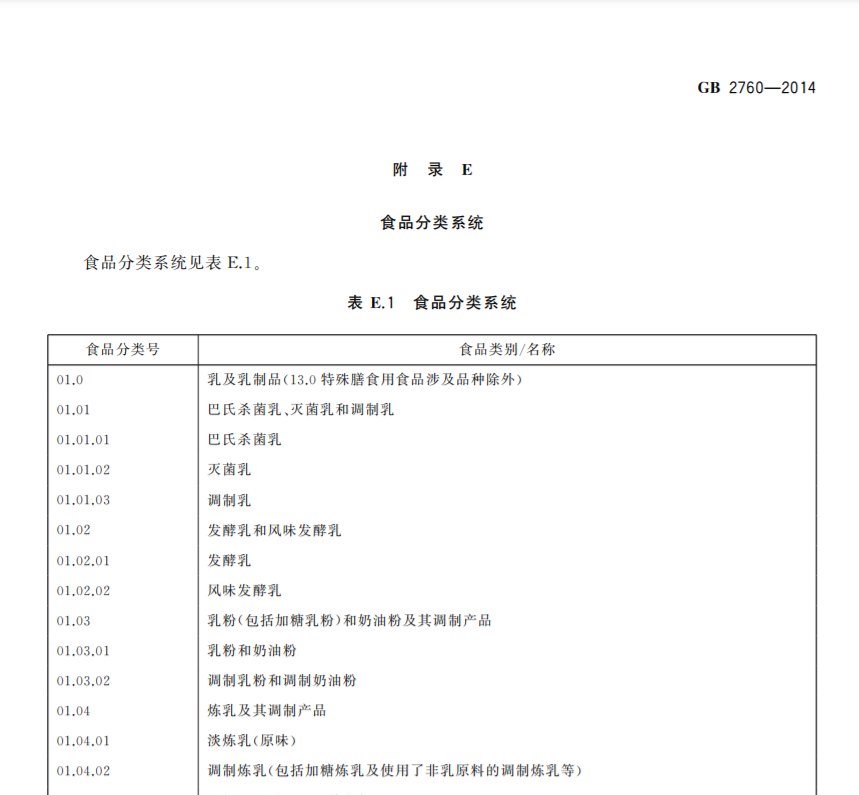 GB 2760—2014
附 录 E
食品分类系统
食品分类系统见表 E.1。
表 E.1 食品分类系统
食品分类号 食品类别/名称
01.0 乳及乳制品(13.0 特殊膳食用食品涉及品种除外)
01.01 巴氏杀菌乳、灭菌乳和调制乳
01.01.01 巴氏杀菌乳
01.01.02 灭菌乳
01.01.03 调制乳
01.02 发酵乳和风味发酵乳
01.02.01 发酵乳
01.02.02 风味发酵乳
01.03 乳粉(包括加糖乳粉)和奶油粉及其调制产品
01.03.01 乳粉和奶油粉
01.03.02 调制乳粉和调制奶油粉
01.04 炼乳及其调制产品
01.04.01 淡炼乳(原味)
01.04.02 调制炼乳(包括加糖炼乳及使用了非乳原料的调制炼乳等)